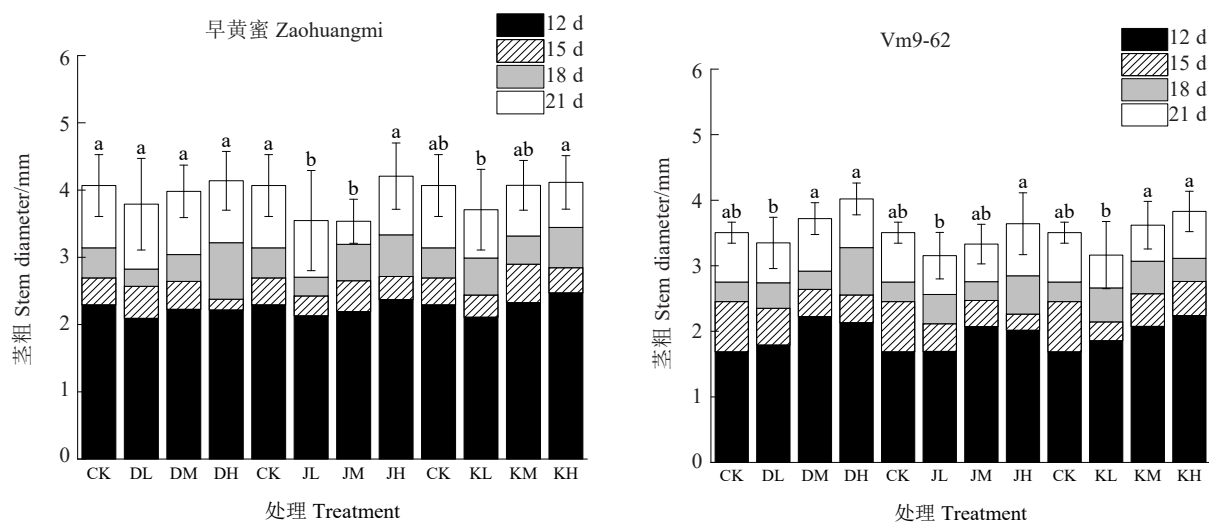 早黄蜜 Zaohuangmi
12 d
15 d
18 d
21 d
茎粗 Stem diameter/mm
6
5
4
3
2
1
0
a a a a a b b a ab b ab a
CK DL DM DH CK JL JM JH CK KL KM KH
处理 Treatment
Vm9-62
12 d
15 d
18 d
21 d
茎粗 Stem diameter/mm
6
5
4
3
2
1
0
ab b a a ab b ab a ab b a a
CK DL DM DH CK JL JM JH CK KL KM KH
处理 Treatment